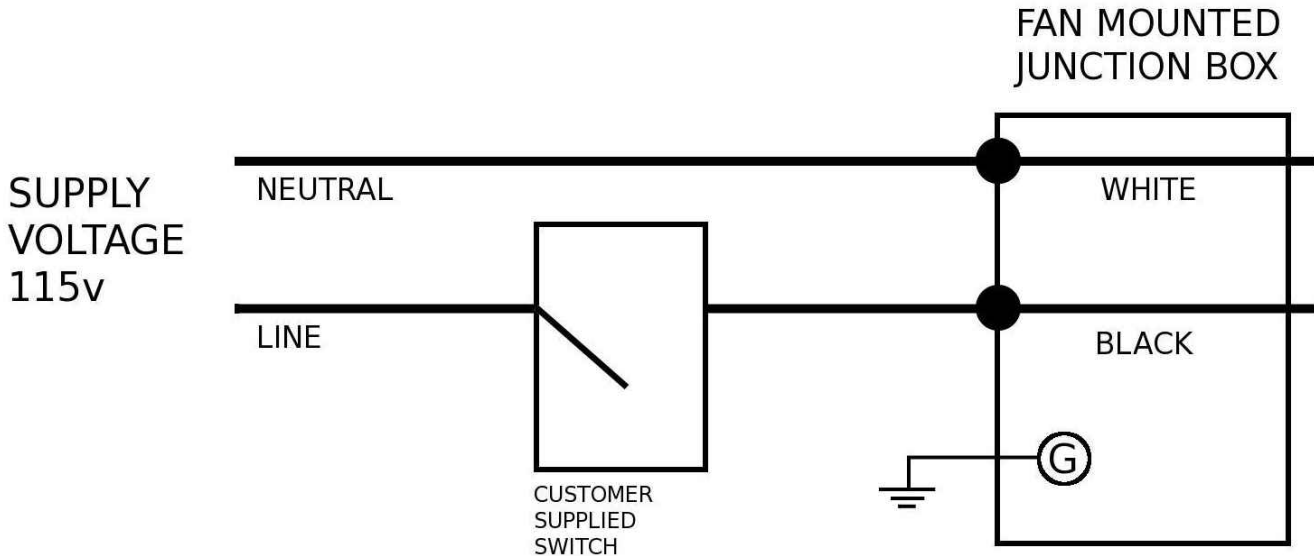 FAN MOUNTED
JUNCTION BOX
SUPPLY
VOLTAGE
115v
NEUTRAL
WHITE
LINE
BLACK
G
CUSTOMER
SUPPLIED
SWITCH